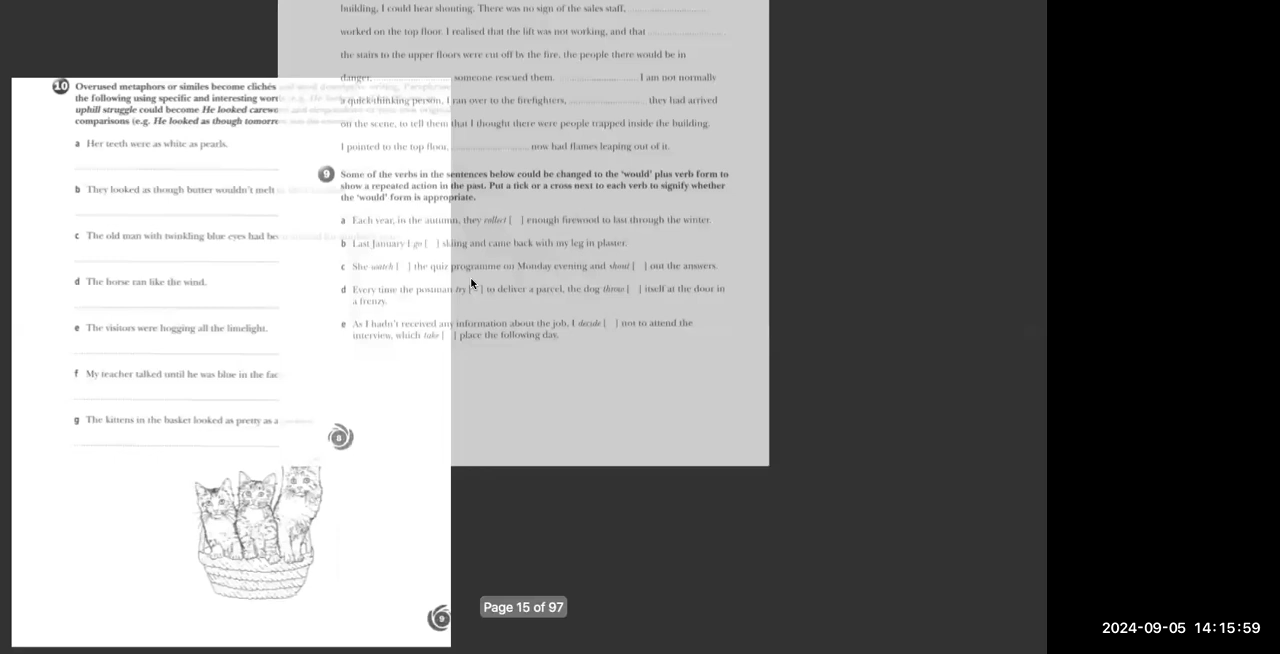 building, I could hear shouting. There was no sign of the sales staff,
worked on the top floor. I realised that the lift was not working, and that
the stairs to the upper floors were cut off by the fire, the people there would be in
danger, someone rescued them. I am not normally
a quick-thinking person, I ran over to the firefighters, they had arrived
on the scene, to tell them that I thought there were people trapped inside the building.
I pointed to the top floor, now had flames leaping out of it.
9 Some of the verbs in the sentences below could be changed to the 'would' plus verb form to
show a repeated action in the past. Put a tick or a cross next to each verb to signify whether
the 'would' form is appropriate.
a Each year, in the autumn, they collect [ ] enough firewood to last through the winter.
b Last January I go [ ] skiing and came back with my leg in plaster.
c She watch [ ] the quiz programme on Monday evening and shout [ ] out the answers.
d Every time the postman try [ ] to deliver a parcel, the dog throw [ ] itself at the door in
a frenzy.
e As I hadn't received any information about the job, I decide [ ] not to attend the
interview, which take [ ] place the following day.
8
10 Overused metaphors or similes become clichés
the following using specific and interesting
uphill struggle could become He looked
comparisons (e.g. He looked as though
a Her teeth were as white as pearls.
b They looked as though butter wouldn't melt
c The old man with twinkling blue eyes had
d The horse ran like the wind.
e The visitors were hogging all the limelight.
f My teacher talked until he was blue in the
g The kittens in the basket looked as pretty as a
9
Page 15 of 97
2024-09-05 14:15:59